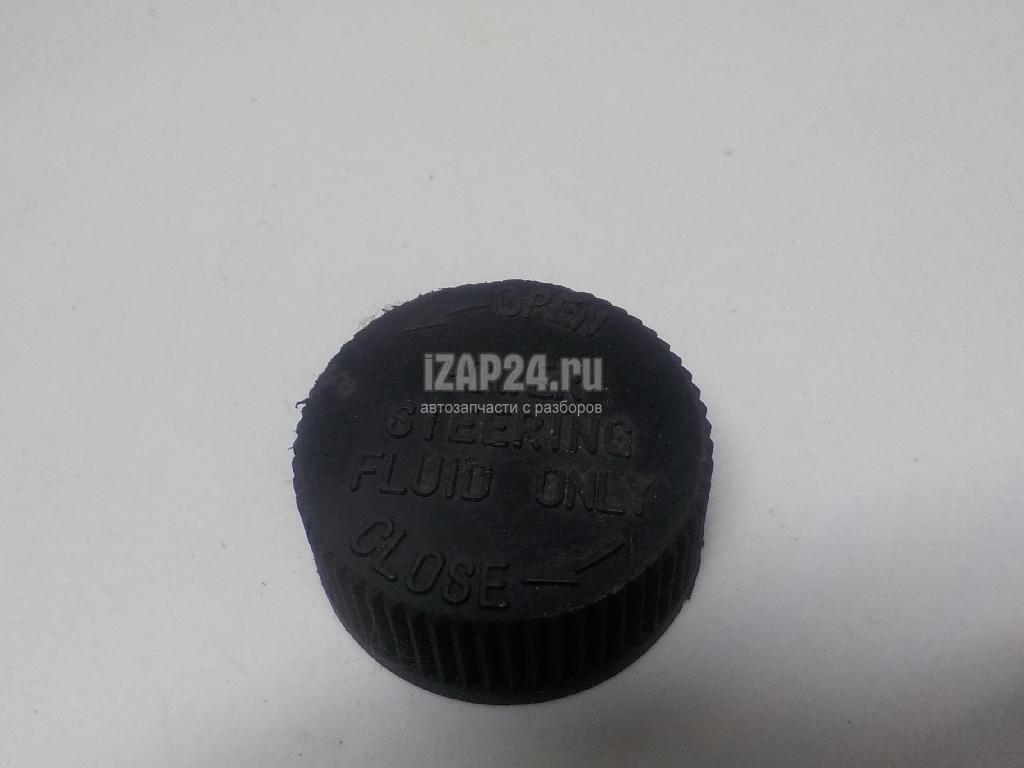 OPEN
iZAP24.ru
автозапчасти с разборов
STEERING
FLUID ONLY
CLOSE